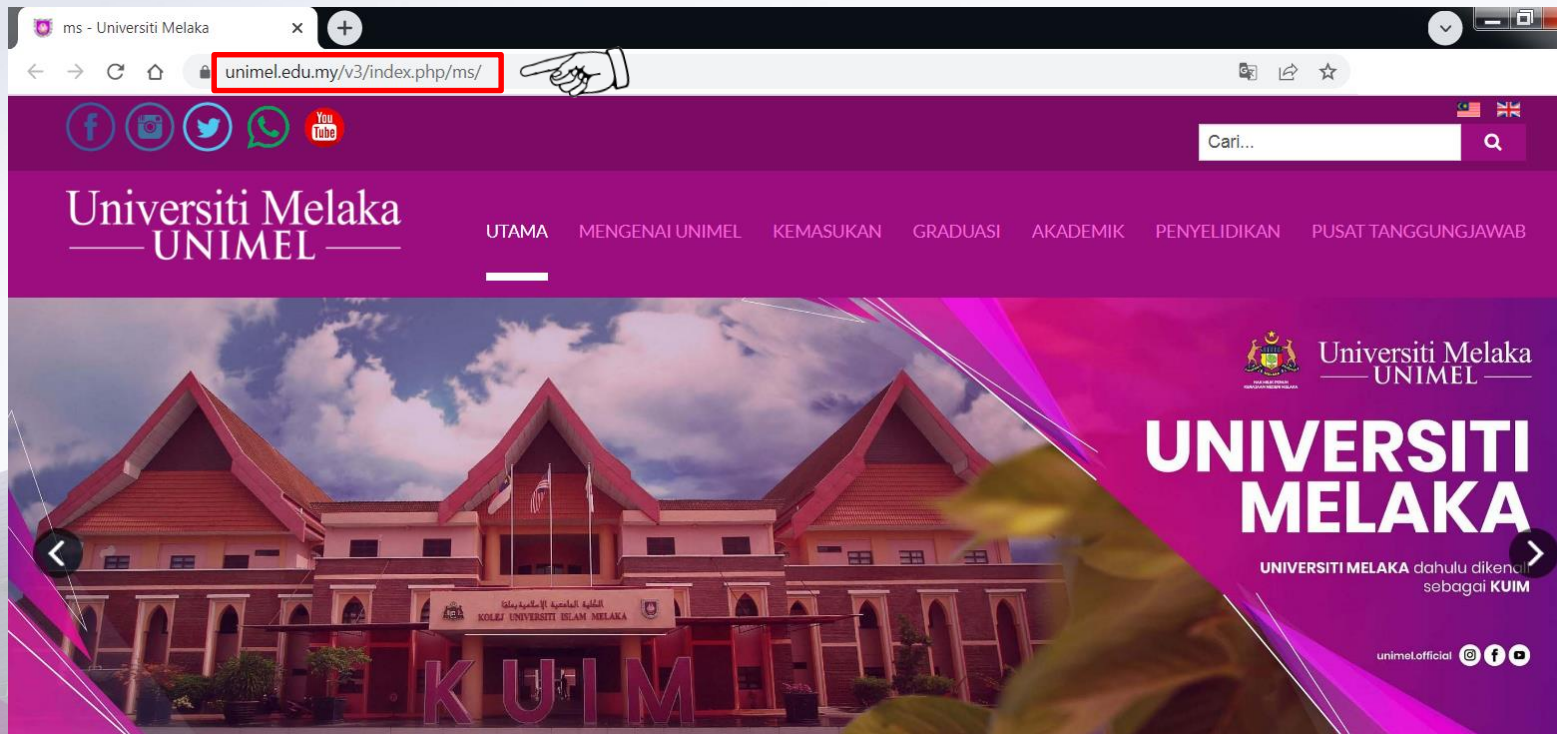 ms - Universiti Melaka
unimel.edu.my/v3/index.php/ms/
You
Tube
Cari...
Universiti Melaka
UNIMEL
UTAMA MENGENAI UNIMEL KEMASUKAN GRADUASI AKADEMIK PENYELIDIKAN PUSAT TANGGUNGJAWAB
Universiti Melaka
UNIMEL
UNIVERSITI
MELAKA
UNIVERSITI MELAKA dahulu dikenali
sebagai KUIM
unimel.official
KOLEJ UNIVERSITI ISLAM MELAKA
KUIM